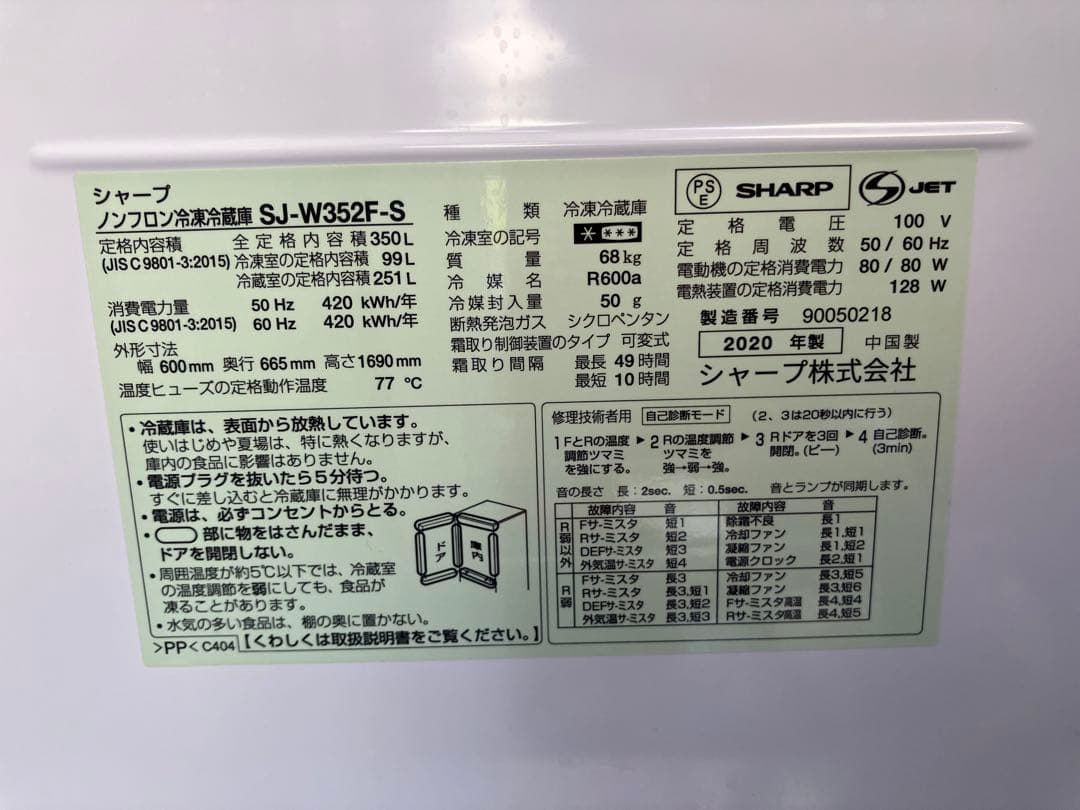 シャープ
ノンフロン冷凍冷蔵庫 SJ-W352F-S
定格内容積 全定格内容積 350 L
(JIS C 9801-3:2015) 冷凍室の定格内容積 99 L
冷蔵室の定格内容積 251 L
消費電力量 50 Hz 420 kWh/年
(JIS C 9801-3:2015) 60 Hz 420 kWh/年
外形寸法
幅 600 mm 奥行 665 mm 高さ 1690 mm
温度ヒューズの定格動作温度 77 ℃
種類 冷凍冷蔵庫
冷凍室の記号 * ***
質量 68 kg
冷媒名 R600a
冷媒封入量 50 g
断熱発泡ガス シクロペンタン
霜取り制御装置のタイプ 可変式
霜取り間隔 最長 49 時間
最短 10 時間
PS
E
SHARP
JET
定格電圧 100 V
定格周波数 50 / 60 Hz
電動機の定格消費電力 80 / 80 W
電熱装置の定格消費電力 128 W
製造番号 90050218
2020 年製 中国製
シャープ株式会社
・冷蔵庫は、表面から放熱しています。
使いはじめや夏場は、特に熱くなりますが、
庫内の食品に影響はありません。
・電源プラグを抜いたら5分待つ。
すぐに差し込むと冷蔵庫に無理がかかります。
・電源は、必ずコンセントからとる。
・ 部に物をはさんだまま、
ドアを開閉しない。
・周囲温度が約5℃以下では、冷蔵室
の温度調節を弱にしても、食品が
凍ることがあります。
・水気の多い食品は、棚の奥に置かない。
ドア
庫内
>PP< C404 【くわしくは取扱説明書をご覧ください。】
修理技術者用 自己診断モード (2、3は20秒以内に行う)
1 FとRの温度調節ツマミを強にする。 ▶ 2 Rの温度調節ツマミを強→弱→強。 ▶ 3 Rドアを3回開閉。(ピー) ▶ 4 自己診断。(3min)
音の長さ 長:2sec. 短:0.5sec. 音とランプが同期します。
故障内容 音 故障内容 音
R弱以外
Fサーミスタ 短1 除霜不良 長1
Rサーミスタ 短2 冷却ファン 長1,短1
DEFサーミスタ 短3 凝縮ファン 長1,短2
外気温サーミスタ 短4 電源クロック 長2,短1
R弱
Fサーミスタ 長3 冷却ファン 長3,短5
Rサーミスタ 長3,短1 凝縮ファン 長3,短6
DEFサーミスタ 長3,短2 Fサーミスタ高温 長4,短4
外気温サーミスタ 長3,短3 Rサーミスタ高温 長4,短5